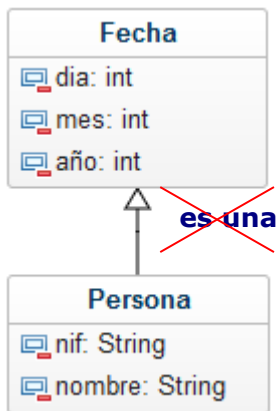 Fecha
dia: int
mes: int
año: int
es una
Persona
nif: String
nombre: String